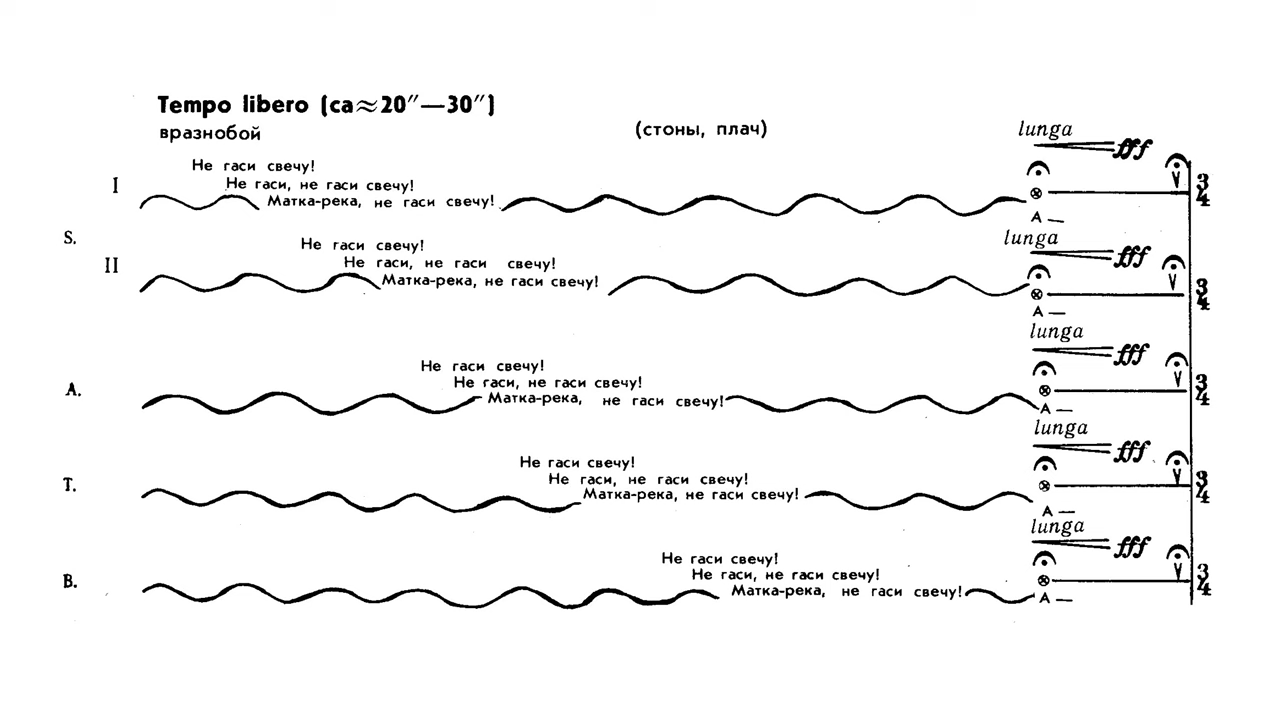 Tempo libero (ca≈20″—30″)
вразнобой
(стоны, плач)
lunga
fff
Не гаси свечу!
I
Не гаси, не гаси свечу!
Матка-река, не гаси свечу!
3
4
А —
S.
lunga
fff
Не гаси свечу!
II
Не гаси, не гаси свечу!
Матка-река, не гаси свечу!
3
4
А —
lunga
fff
Не гаси свечу!
Не гаси, не гаси свечу!
A.
Матка-река, не гаси свечу!
3
4
А —
lunga
fff
Не гаси свечу!
Не гаси, не гаси свечу!
T.
Матка-река, не гаси свечу!
3
4
А —
lunga
fff
Не гаси свечу!
Не гаси, не гаси свечу!
B.
Матка-река, не гаси свечу!
3
4
А —